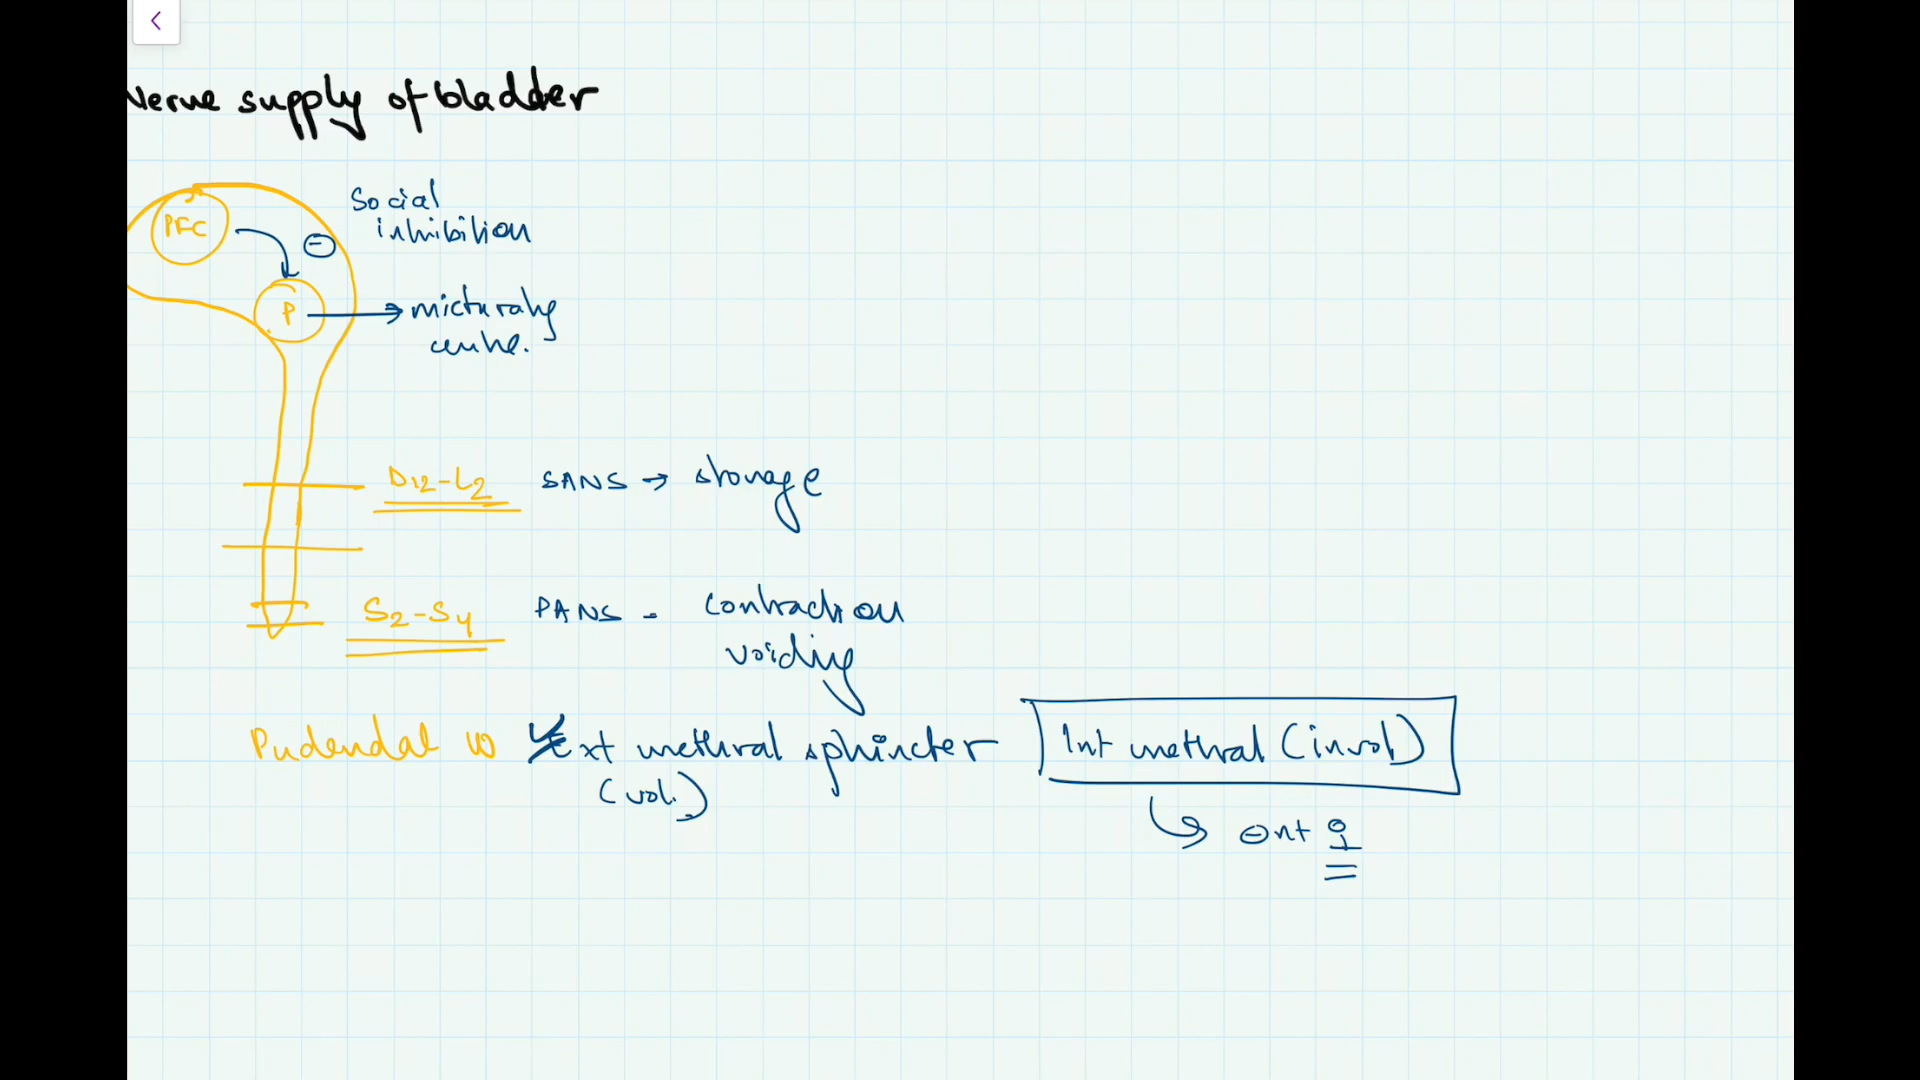 Nerve supply of bladder
PFC
Social
inhibition
P
micturating
centre.
D12-L2 SANS → storage
S2-S4 PANS - contraction
voiding
Pudendal Ext urethral sphincter Int urethral (invol)
(vol.)
♀